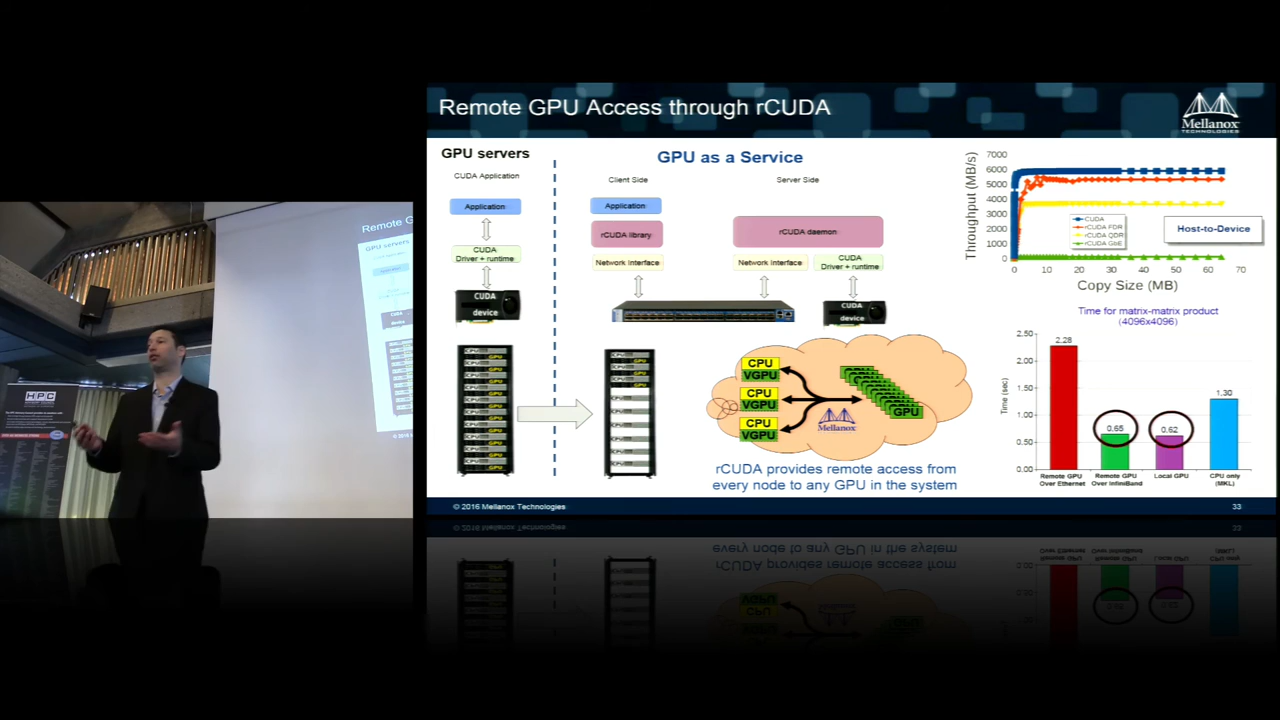 Remote GPU Access through rCUDA
Mellanox
TECHNOLOGIES
GPU servers
CUDA Application
Application
CUDA
Driver + runtime
CUDA
device
GPU as a Service
Client Side
Server Side
Application
rCUDA library
rCUDA daemon
Network Interface
Network Interface
CUDA
Driver + runtime
CUDA
device
CPU
VGPU
CPU
VGPU
CPU
VGPU
GPU
Mellanox
rCUDA provides remote access from
every node to any GPU in the system
Throughput (MB/s)
7000
6000
5000
4000
3000
2000
1000
0
CUDA
rCUDA FDR
rCUDA QDR
rCUDA GbE
Host-to-Device
0 10 20 30 40 50 60 70
Copy Size (MB)
Time for matrix-matrix product
(4096x4096)
Time (sec)
2.50
2.00
1.50
1.00
0.50
0.00
2.28
0.65
0.62
1.30
Remote GPU
Over Ethernet
Remote GPU
Over InfiniBand
Local GPU
CPU only
(MKL)
© 2016 Mellanox Technologies
33
HPC
Remote G
GPU servers
© 2016